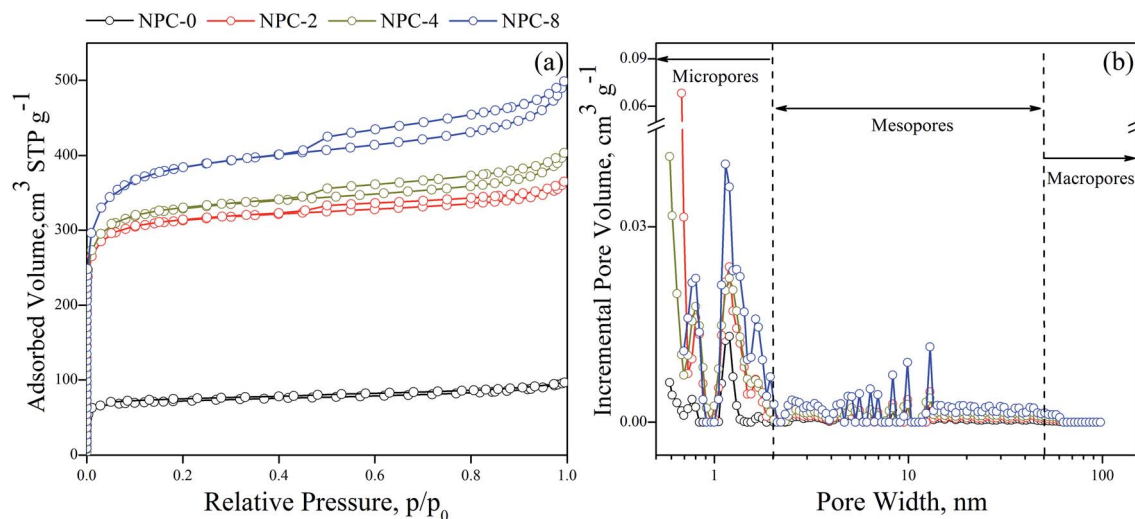 NPC-0 NPC-2 NPC-4 NPC-8
(a)
Adsorbed Volume,cm³ STP g⁻¹
500
400
300
200
100
0
0.0 0.2 0.4 0.6 0.8 1.0
Relative Pressure, p/p₀
(b)
Incremental Pore Volume, cm³ g⁻¹
0.09
0.06
0.03
0.00
Micropores
Mesopores
Macropores
1 10 100
Pore Width, nm